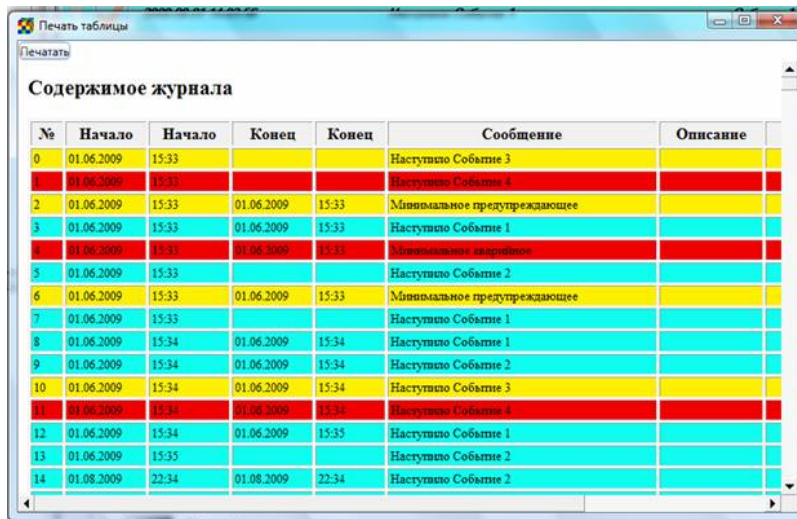 Печать таблицы
Печатать
Содержимое журнала
№ Начало Начало Конец Конец Сообщение Описание
0 01.06.2009 15:33 Наступило Событие 3
1 01.06.2009 15:33 Наступило Событие 4
2 01.06.2009 15:33 01.06.2009 15:33 Минимальное предупреждающее
3 01.06.2009 15:33 01.06.2009 15:33 Наступило Событие 1
4 01.06.2009 15:33 01.06.2009 15:33 Минимальное аварийное
5 01.06.2009 15:33 Наступило Событие 2
6 01.06.2009 15:33 01.06.2009 15:33 Минимальное предупреждающее
7 01.06.2009 15:33 Наступило Событие 1
8 01.06.2009 15:34 01.06.2009 15:34 Наступило Событие 1
9 01.06.2009 15:34 01.06.2009 15:34 Наступило Событие 2
10 01.06.2009 15:34 01.06.2009 15:34 Наступило Событие 3
11 01.06.2009 15:34 01.06.2009 15:34 Наступило Событие 4
12 01.06.2009 15:34 01.06.2009 15:35 Наступило Событие 1
13 01.06.2009 15:35 Наступило Событие 2
14 01.08.2009 22:34 01.08.2009 22:34 Наступило Событие 2